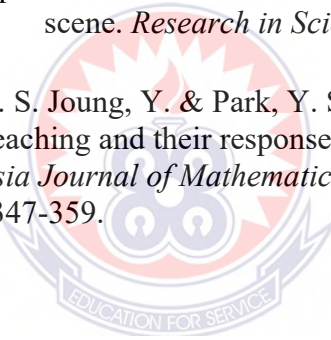 scene. Research in Sci
. S. Joung, Y. & Park, Y. S
eaching and their response
sia Journal of Mathematic
347-359.
EDUCATION FOR SERVICE